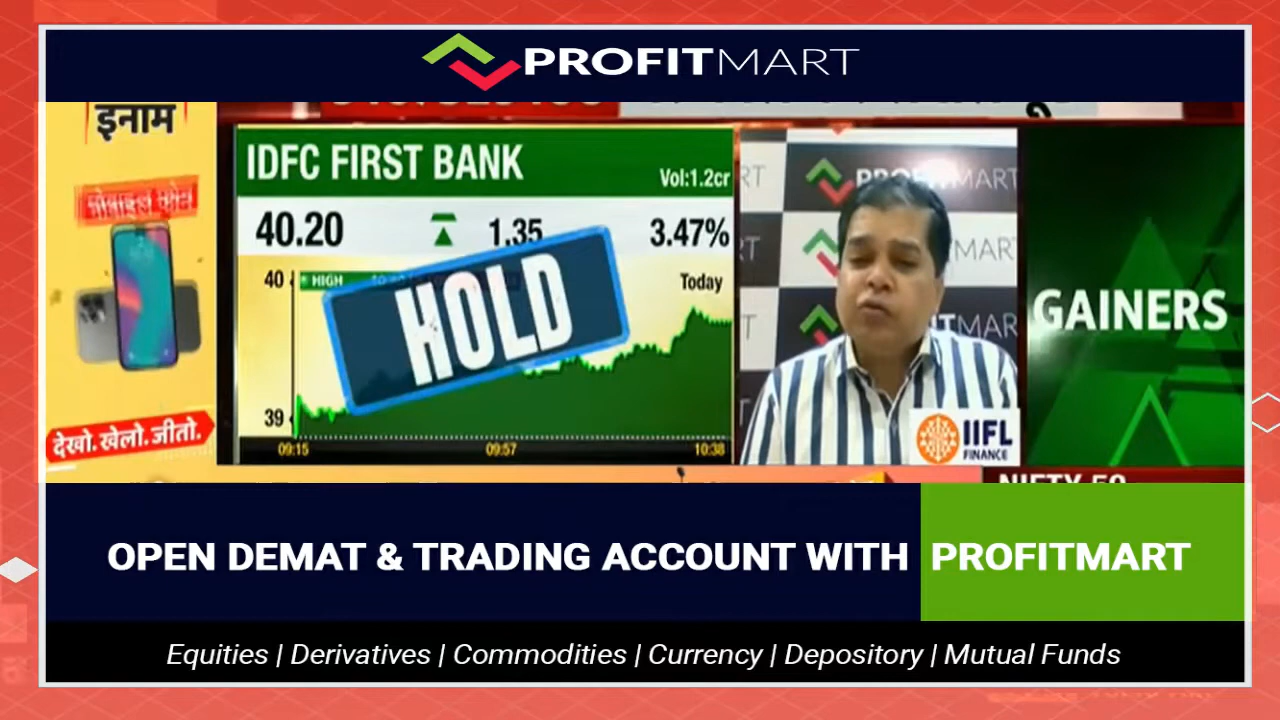 PROFITMART
इनाम
IDFC FIRST BANK
Vol:1.2cr
40.20
1.35
3.47%
40
HIGH
Today
HOLD
39
09:15
09:57
10:38
देखो. खेलो. जीतो.
PROFITMART
IIFL
FINANCE
GAINERS
NIFTY 50
OPEN DEMAT & TRADING ACCOUNT WITH PROFITMART
Equities | Derivatives | Commodities | Currency | Depository | Mutual Funds